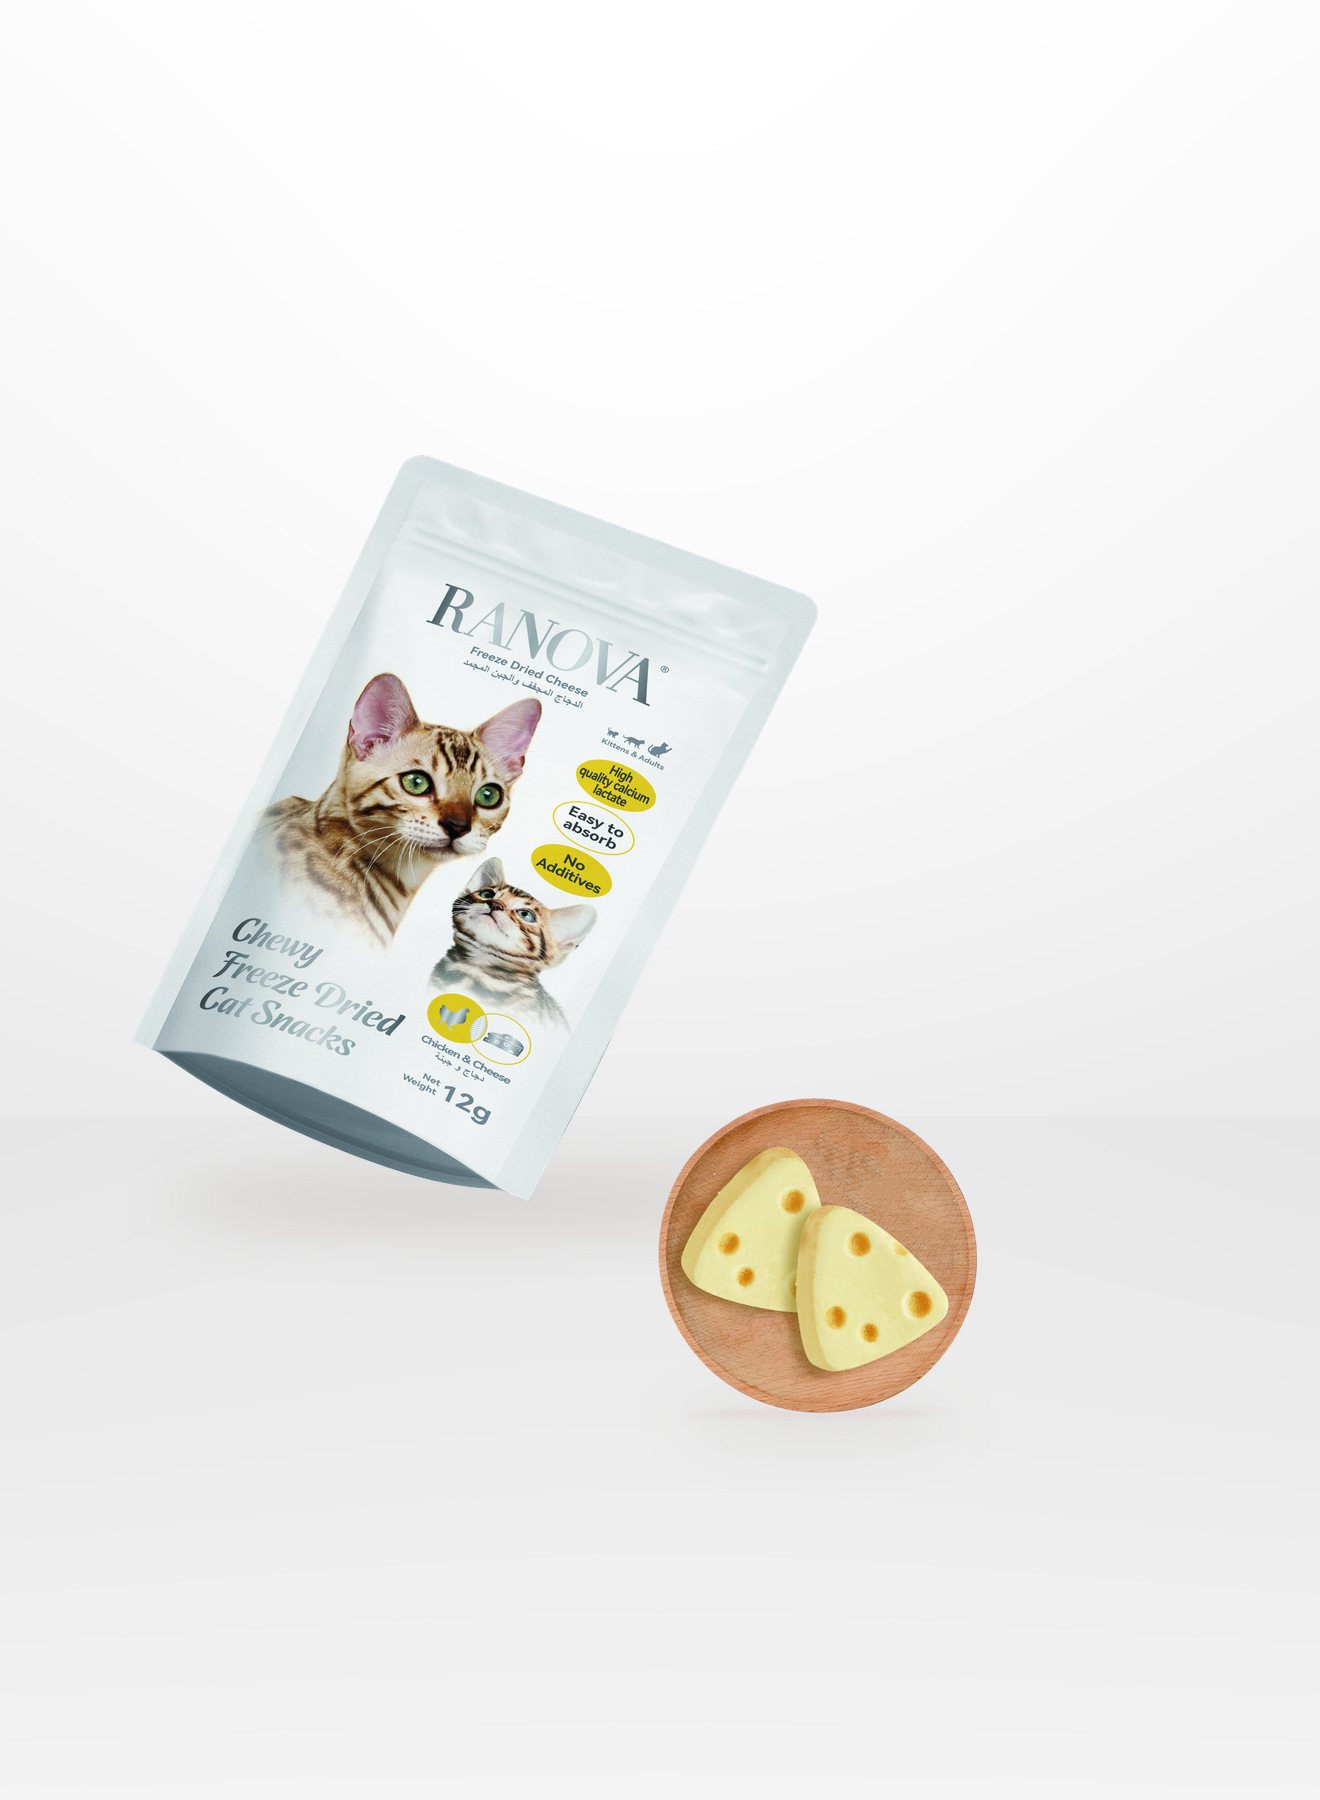 RANOVA®
Freeze Dried Cheese
الدجاج المجفف والجبن المجمد
Kittens & Adults
High
quality calcium
lactate
Easy to
absorb
No
Additives
Chewy
Freeze Dried
Cat Snacks
Chicken & Cheese
دجاج و جبنة
Net
Weight 12g